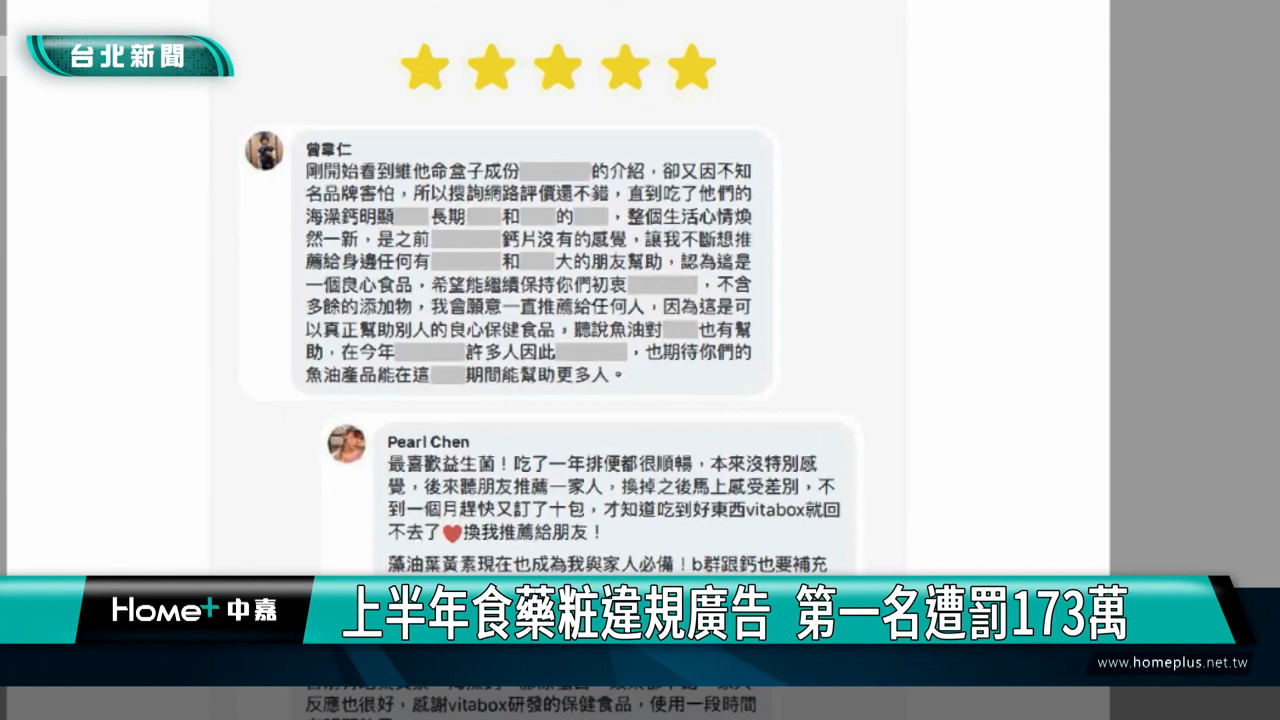 台北新聞
曾韋仁
剛開始看到維他命盒子成份 的介紹，卻又因不知
名品牌害怕，所以搜詢網路評價還不錯，直到吃了他們的
海藻鈣明顯 長期 和 的 ，整個生活心情煥
然一新，是之前 鈣片沒有的感覺，讓我不斷想推
薦給身邊任何有 和 大的朋友幫助，認為這是
一個良心食品，希望能繼續保持你們初衷 ，不含
多餘的添加物，我會願意一直推薦給任何人，因為這是可
以真正幫助別人的良心保健食品，聽說魚油對 也有幫
助，在今年 許多人因此 ，也期待你們的
魚油產品能在這 期間能幫助更多人。
Pearl Chen
最喜歡益生菌！吃了一年排便都很順暢，本來沒特別感
覺，後來聽朋友推薦一家人，換掉之後馬上感受差別，不
到一個月趕快又訂了十包，才知道吃到好東西vitabox就回
不去了❤換我推薦給朋友！
藻油葉黃素現在也成為我與家人必備！b群跟鈣也要補充
Home+ 中嘉
上半年食藥粧違規廣告 第一名遭罰173萬
www.homeplus.net.tw
反應也很好，感謝vitabox研發的保健食品，使用一段時間